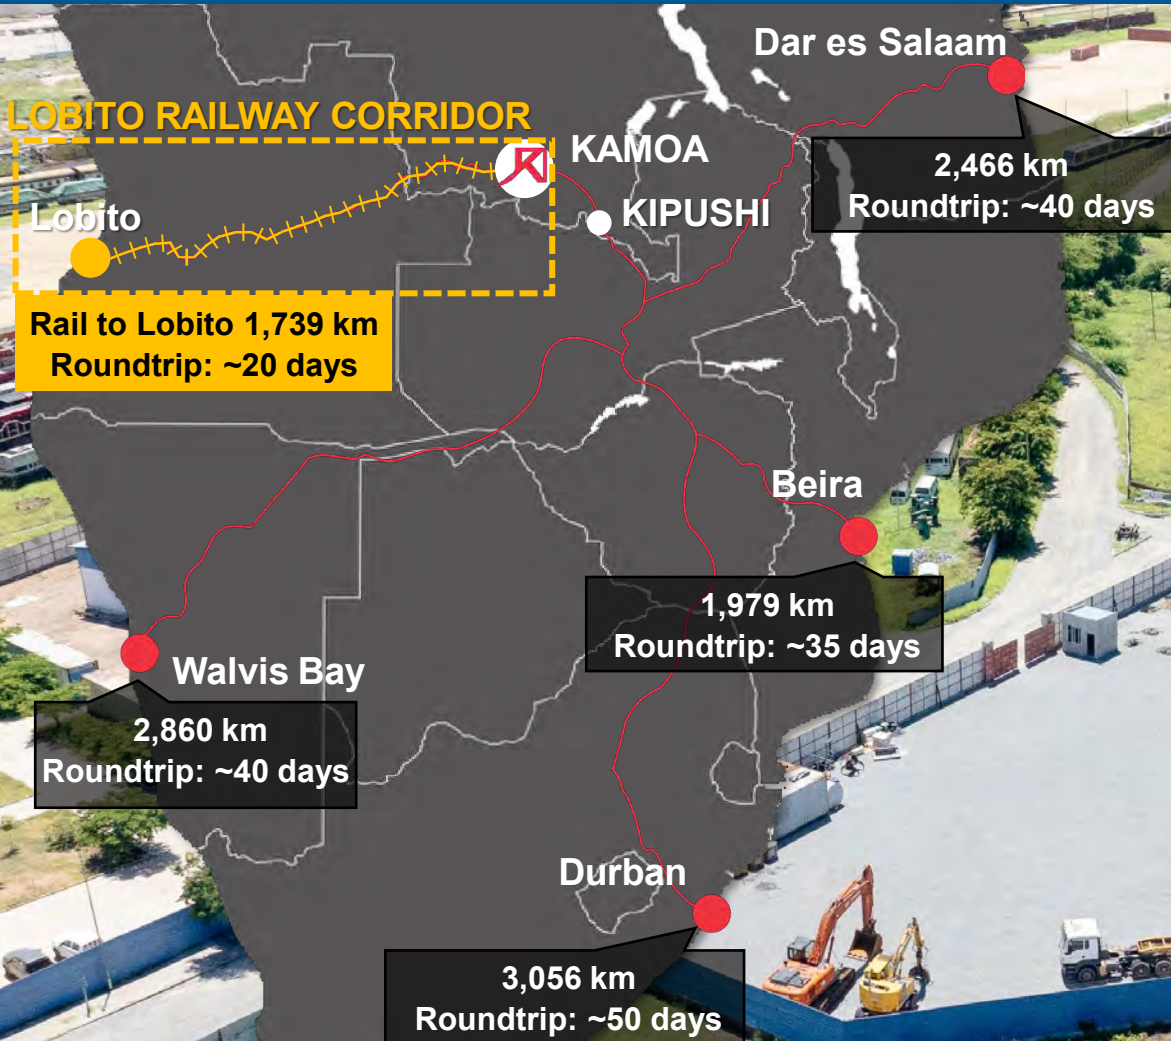 Dar es Salaam
2,466 km
Roundtrip: ~40 days
LOBITO RAILWAY CORRIDOR
KAMOA
KIPUSHI
Lobito
Rail to Lobito 1,739 km
Roundtrip: ~20 days
Beira
1,979 km
Roundtrip: ~35 days
Walvis Bay
2,860 km
Roundtrip: ~40 days
Durban
3,056 km
Roundtrip: ~50 days